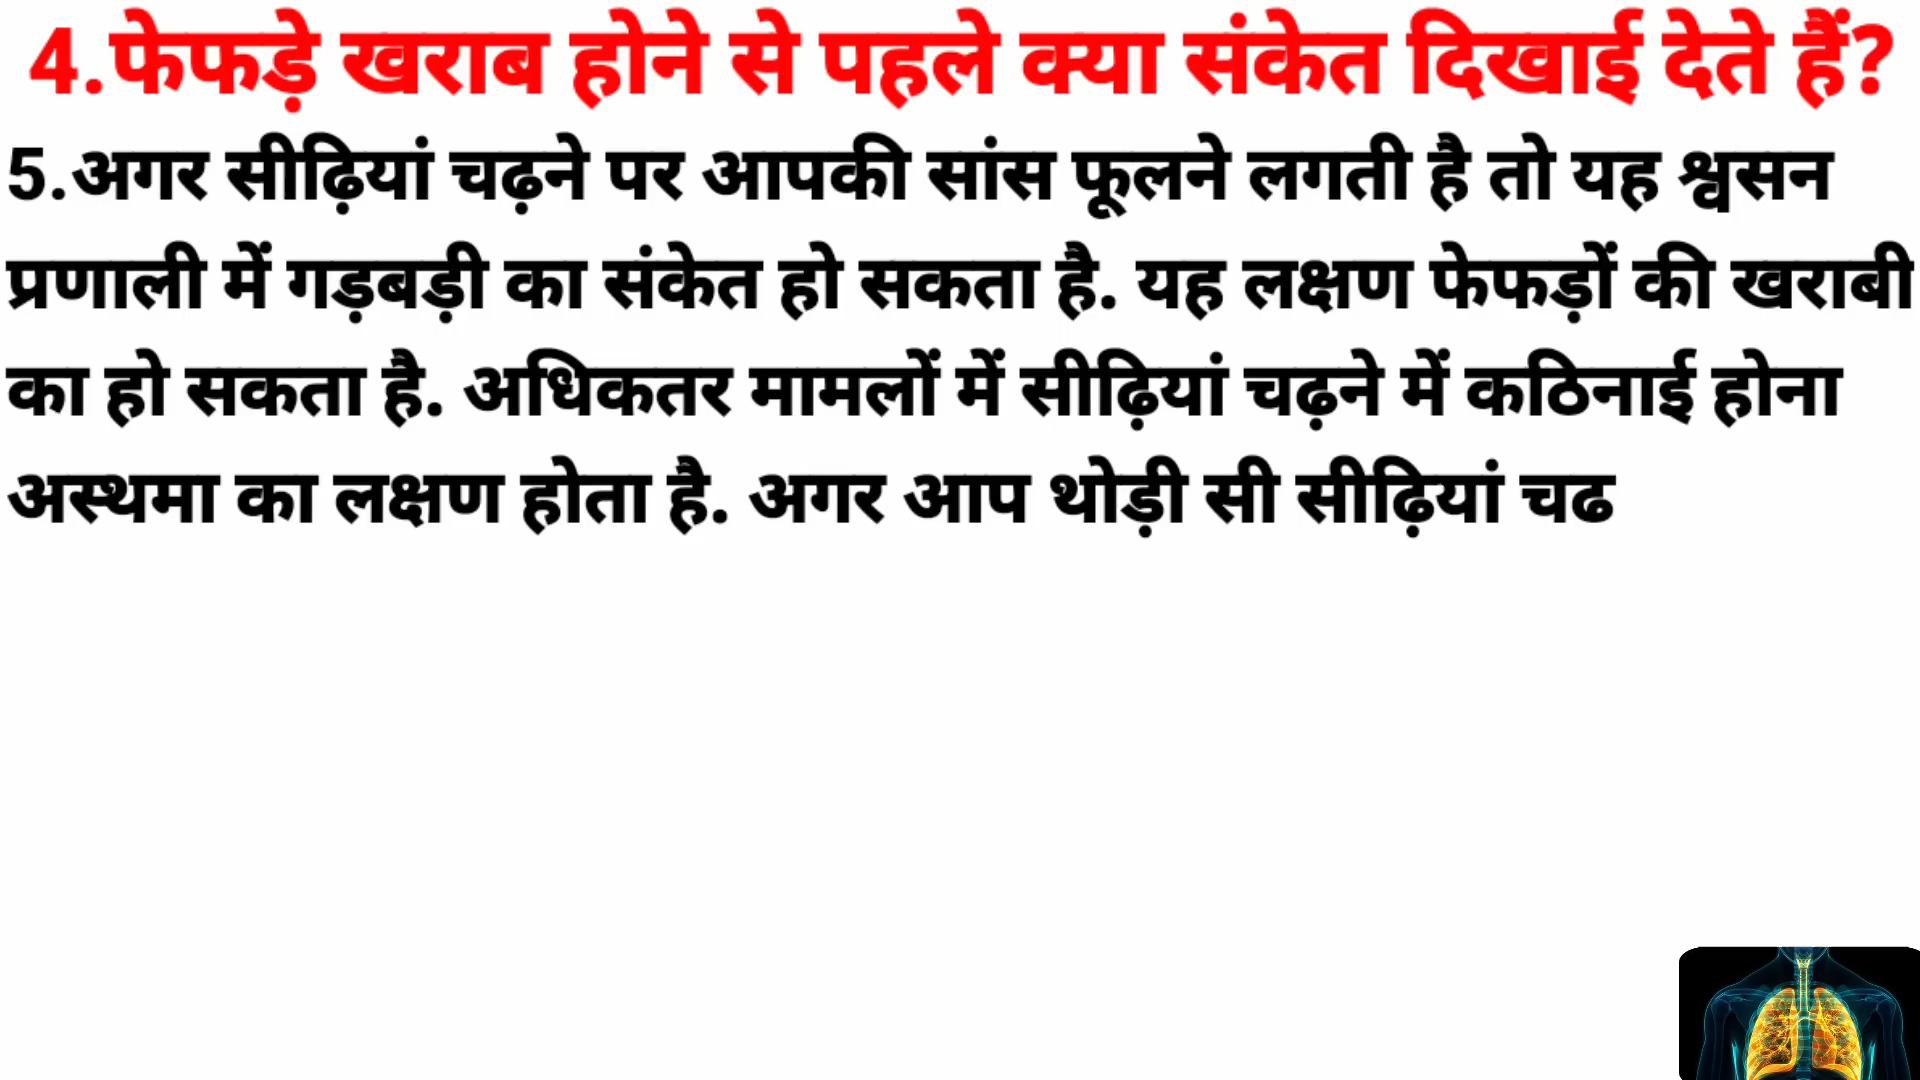 4.फेफड़े खराब होने से पहले क्या संकेत दिखाई देते हैं?
5.अगर सीढ़ियां चढ़ने पर आपकी सांस फूलने लगती है तो यह श्वसन
प्रणाली में गड़बड़ी का संकेत हो सकता है. यह लक्षण फेफड़ों की खराबी
का हो सकता है. अधिकतर मामलों में सीढ़ियां चढ़ने में कठिनाई होना
अस्थमा का लक्षण होता है. अगर आप थोड़ी सी सीढ़ियां चढ